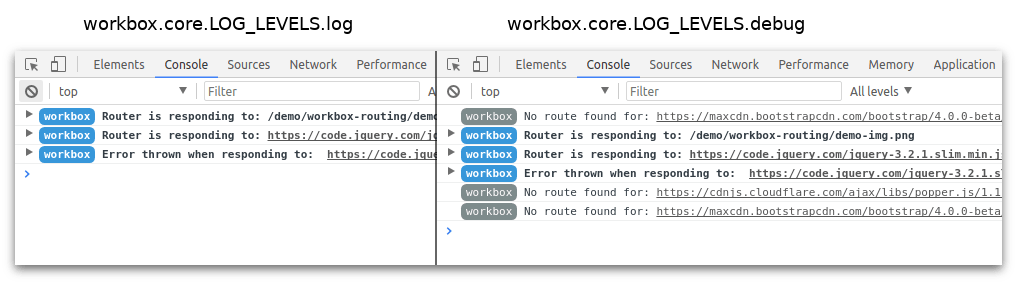 workbox.core.LOG_LEVELS.log
workbox.core.LOG_LEVELS.debug
Elements Console Sources Network Performance
top Filter A
workbox Router is responding to: /demo/workbox-routing/demo
workbox Router is responding to: https://code.jquery.com/jq
workbox Error thrown when responding to: https://code.jque
Elements Console Sources Network Performance Memory Application
top Filter All levels
workbox No route found for: https://maxcdn.bootstrapcdn.com/bootstrap/4.0.0-beta
workbox Router is responding to: /demo/workbox-routing/demo-img.png
workbox Router is responding to: https://code.jquery.com/jquery-3.2.1.slim.min.j
workbox Error thrown when responding to: https://code.jquery.com/jquery-3.2.1.s
workbox No route found for: https://cdnjs.cloudflare.com/ajax/libs/popper.js/1.1
workbox No route found for: https://maxcdn.bootstrapcdn.com/bootstrap/4.0.0-beta